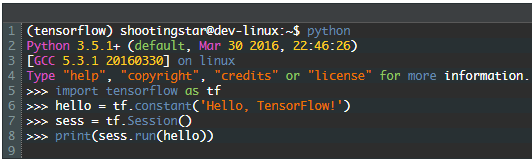 1 (tensorflow) shootingstar@dev-linux:~$ python
2 Python 3.5.1+ (default, Mar 30 2016, 22:46:26)
3 [GCC 5.3.1 20160330] on linux
4 Type "help", "copyright", "credits" or "license" for more information.
5 >>> import tensorflow as tf
6 >>> hello = tf.constant('Hello, TensorFlow!')
7 >>> sess = tf.Session()
8 >>> print(sess.run(hello))
9